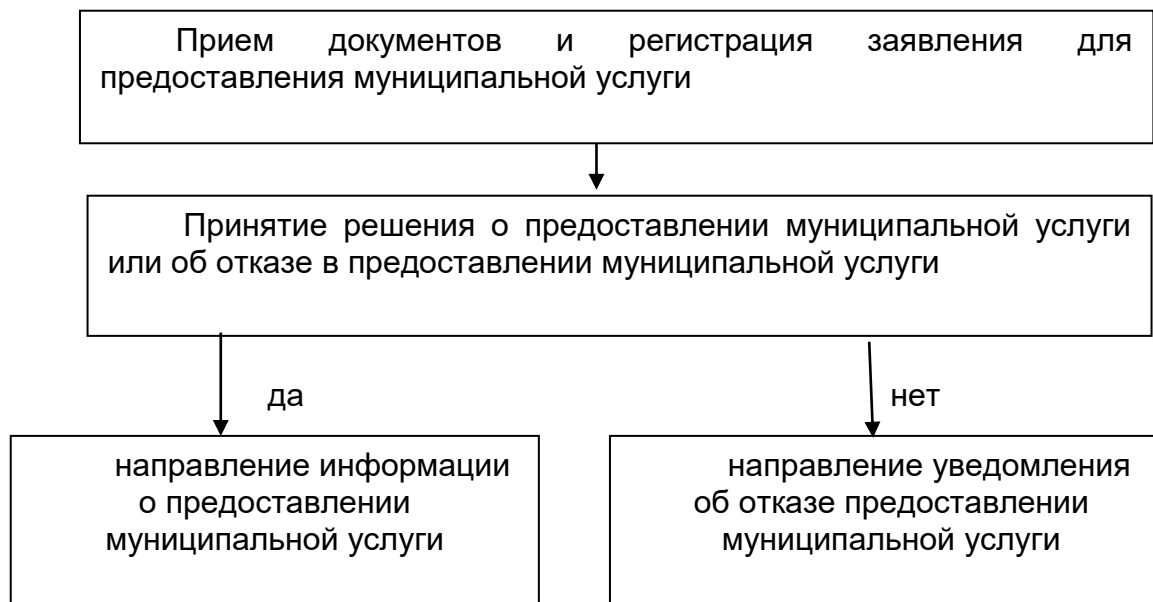 Прием документов и регистрация заявления для
предоставления муниципальной услуги
Принятие решения о предоставлении муниципальной услуги
или об отказе в предоставлении муниципальной услуги
да
нет
направление информации
о предоставлении
муниципальной услуги
направление уведомления
об отказе предоставлении
муниципальной услуги